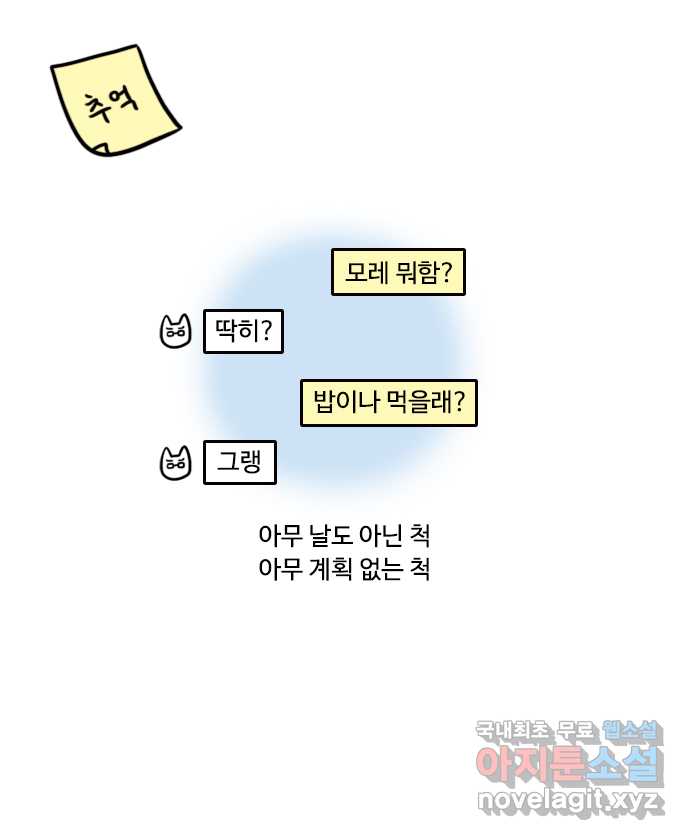 추억
모레 뭐함?
딱히?
밥이나 먹을래?
그랭
아무 날도 아닌 척
아무 계획 없는 척
국내최초 무료 웹소설
아지툰소설
novelagit.xyz